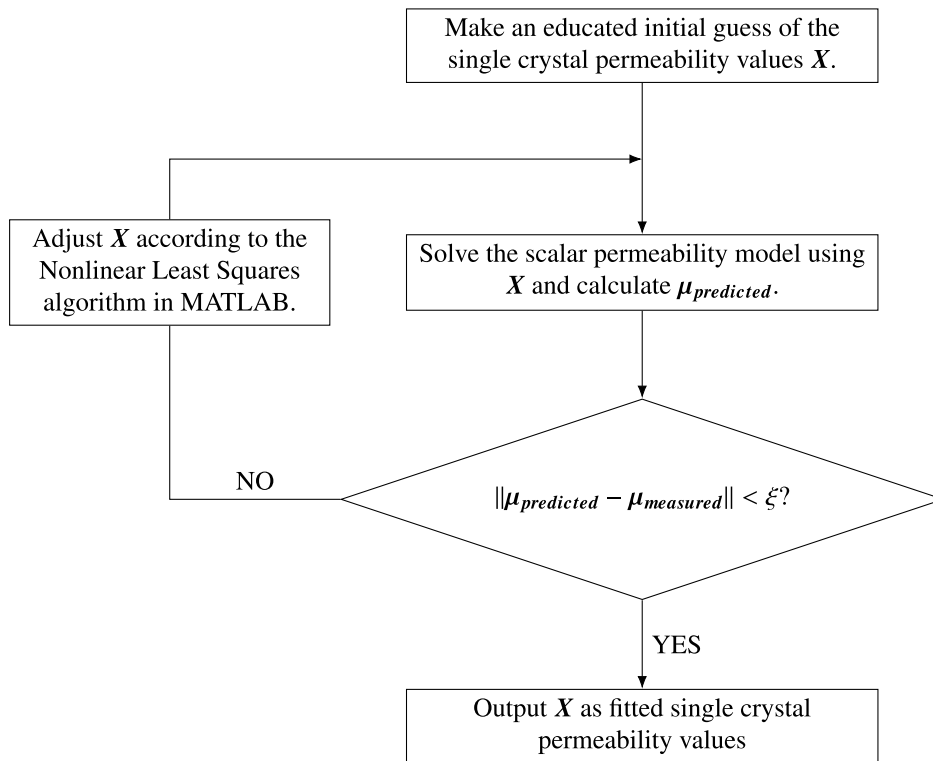 Make an educated initial guess of the
single crystal permeability values X.
Adjust X according to the
Nonlinear Least Squares
algorithm in MATLAB.
Solve the scalar permeability model using
X and calculate μpredicted.
NO
||μpredicted − μmeasured|| < ξ?
YES
Output X as fitted single crystal
permeability values